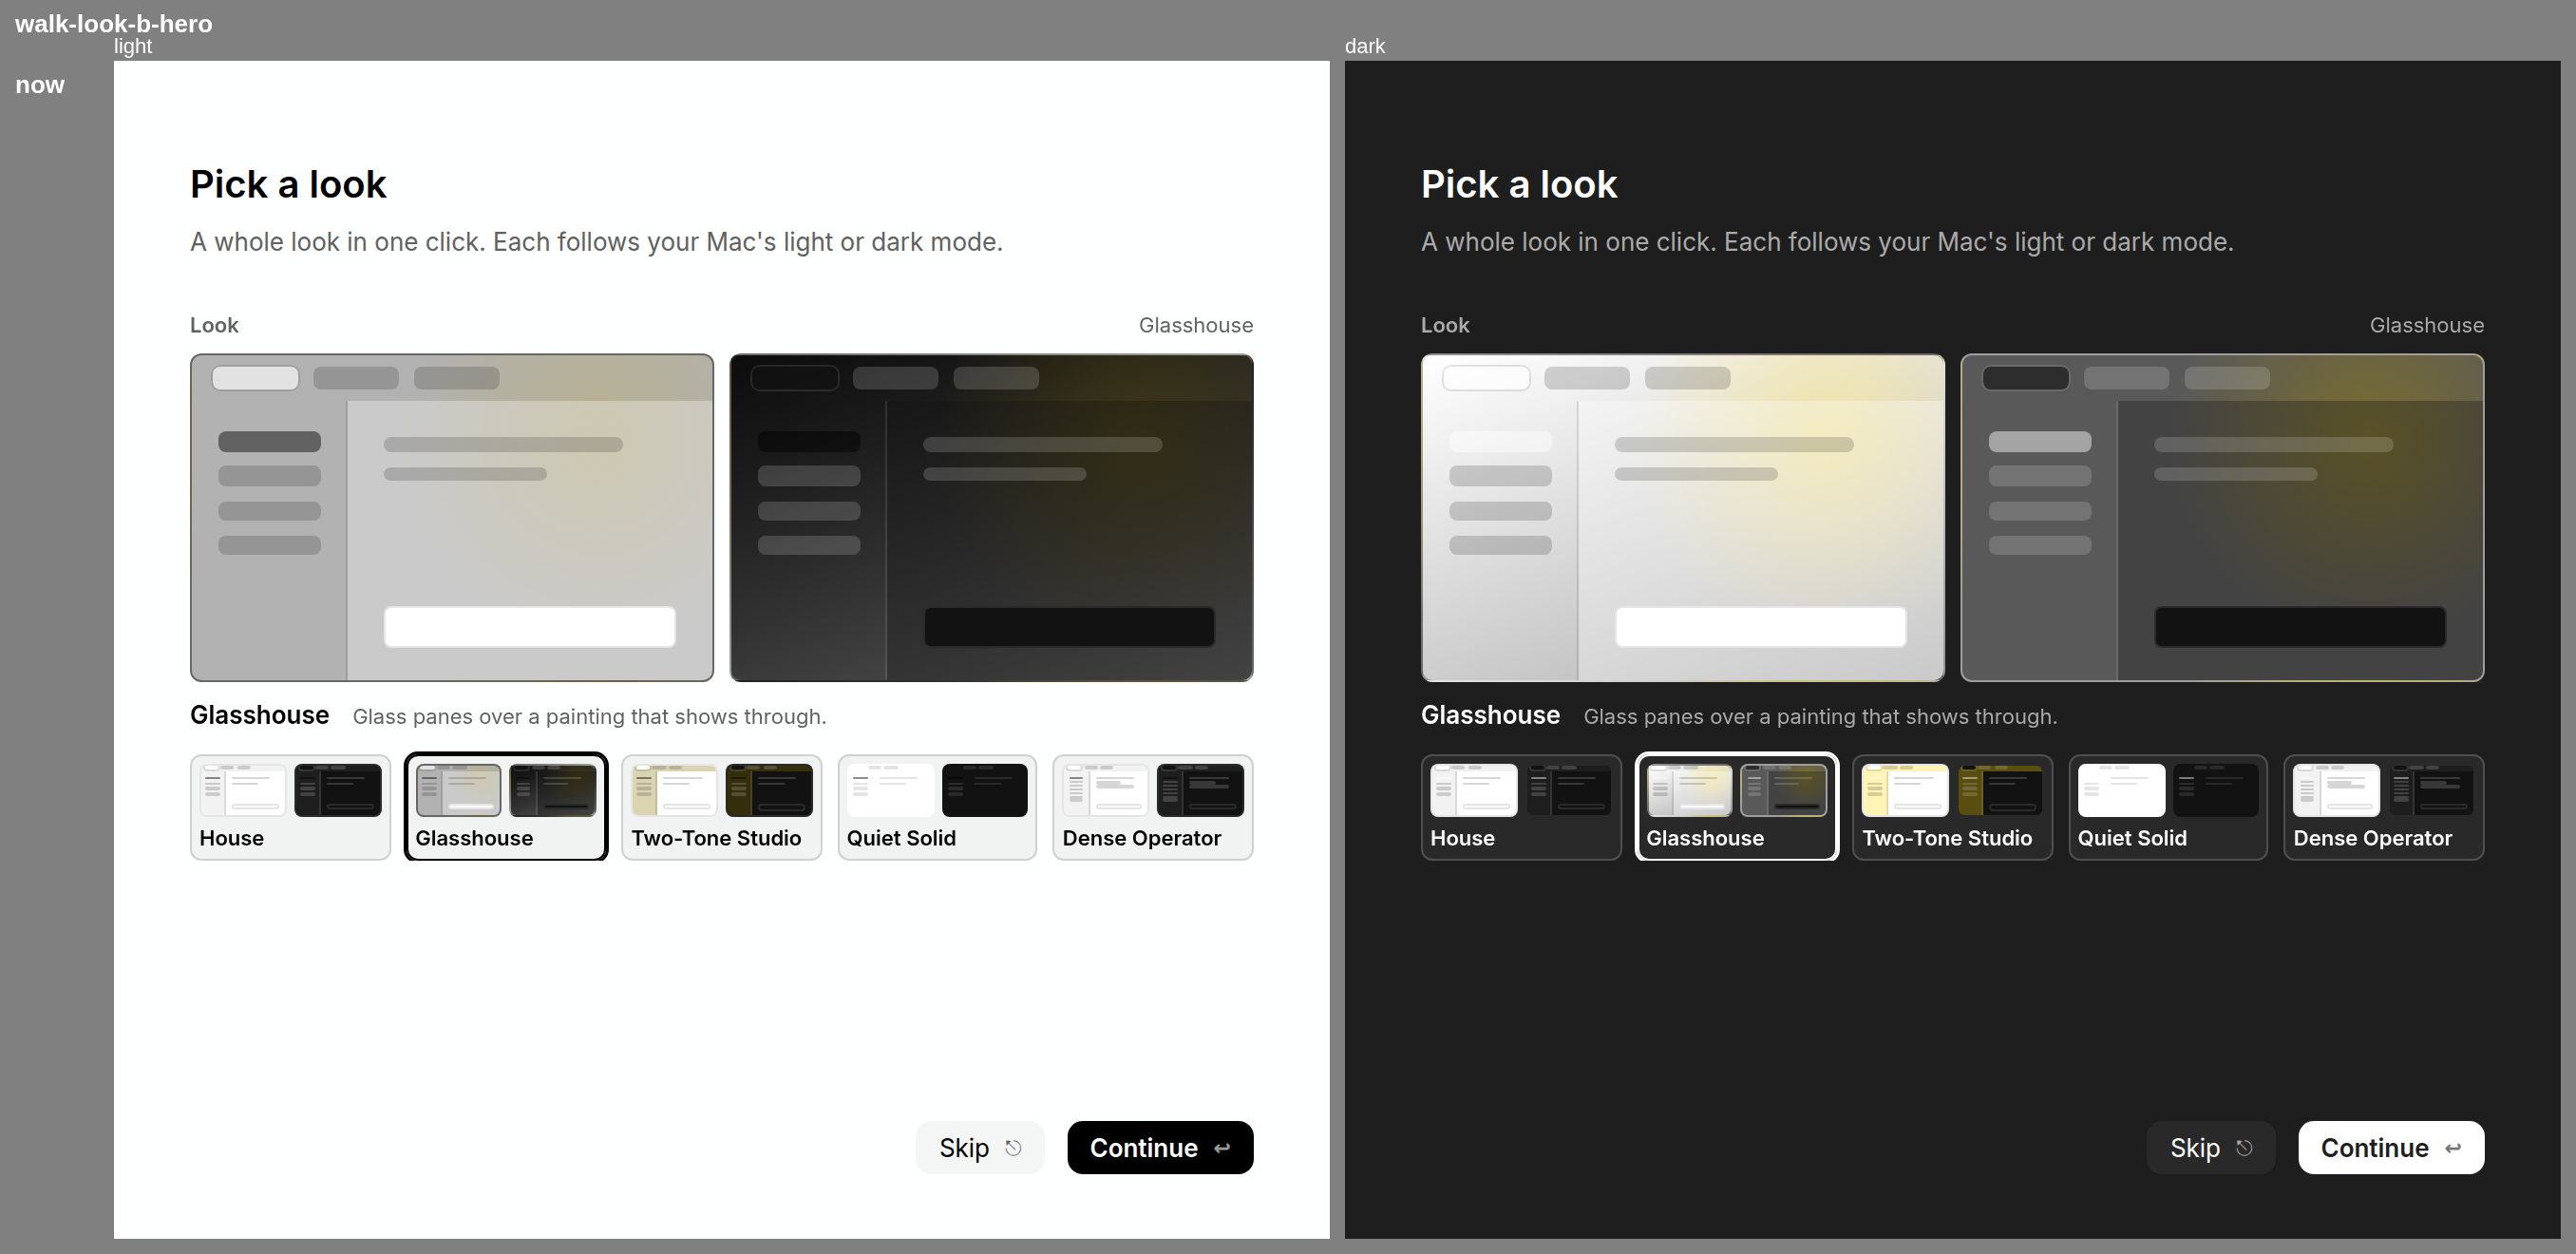 walk-look-b-hero
light
dark
now
Pick a look
A whole look in one click. Each follows your Mac's light or dark mode.
Look
Glasshouse
Glasshouse
Glass panes over a painting that shows through.
House
Glasshouse
Two-Tone Studio
Quiet Solid
Dense Operator
Skip
Continue
Pick a look
A whole look in one click. Each follows your Mac's light or dark mode.
Look
Glasshouse
Glasshouse
Glass panes over a painting that shows through.
House
Glasshouse
Two-Tone Studio
Quiet Solid
Dense Operator
Skip
Continue